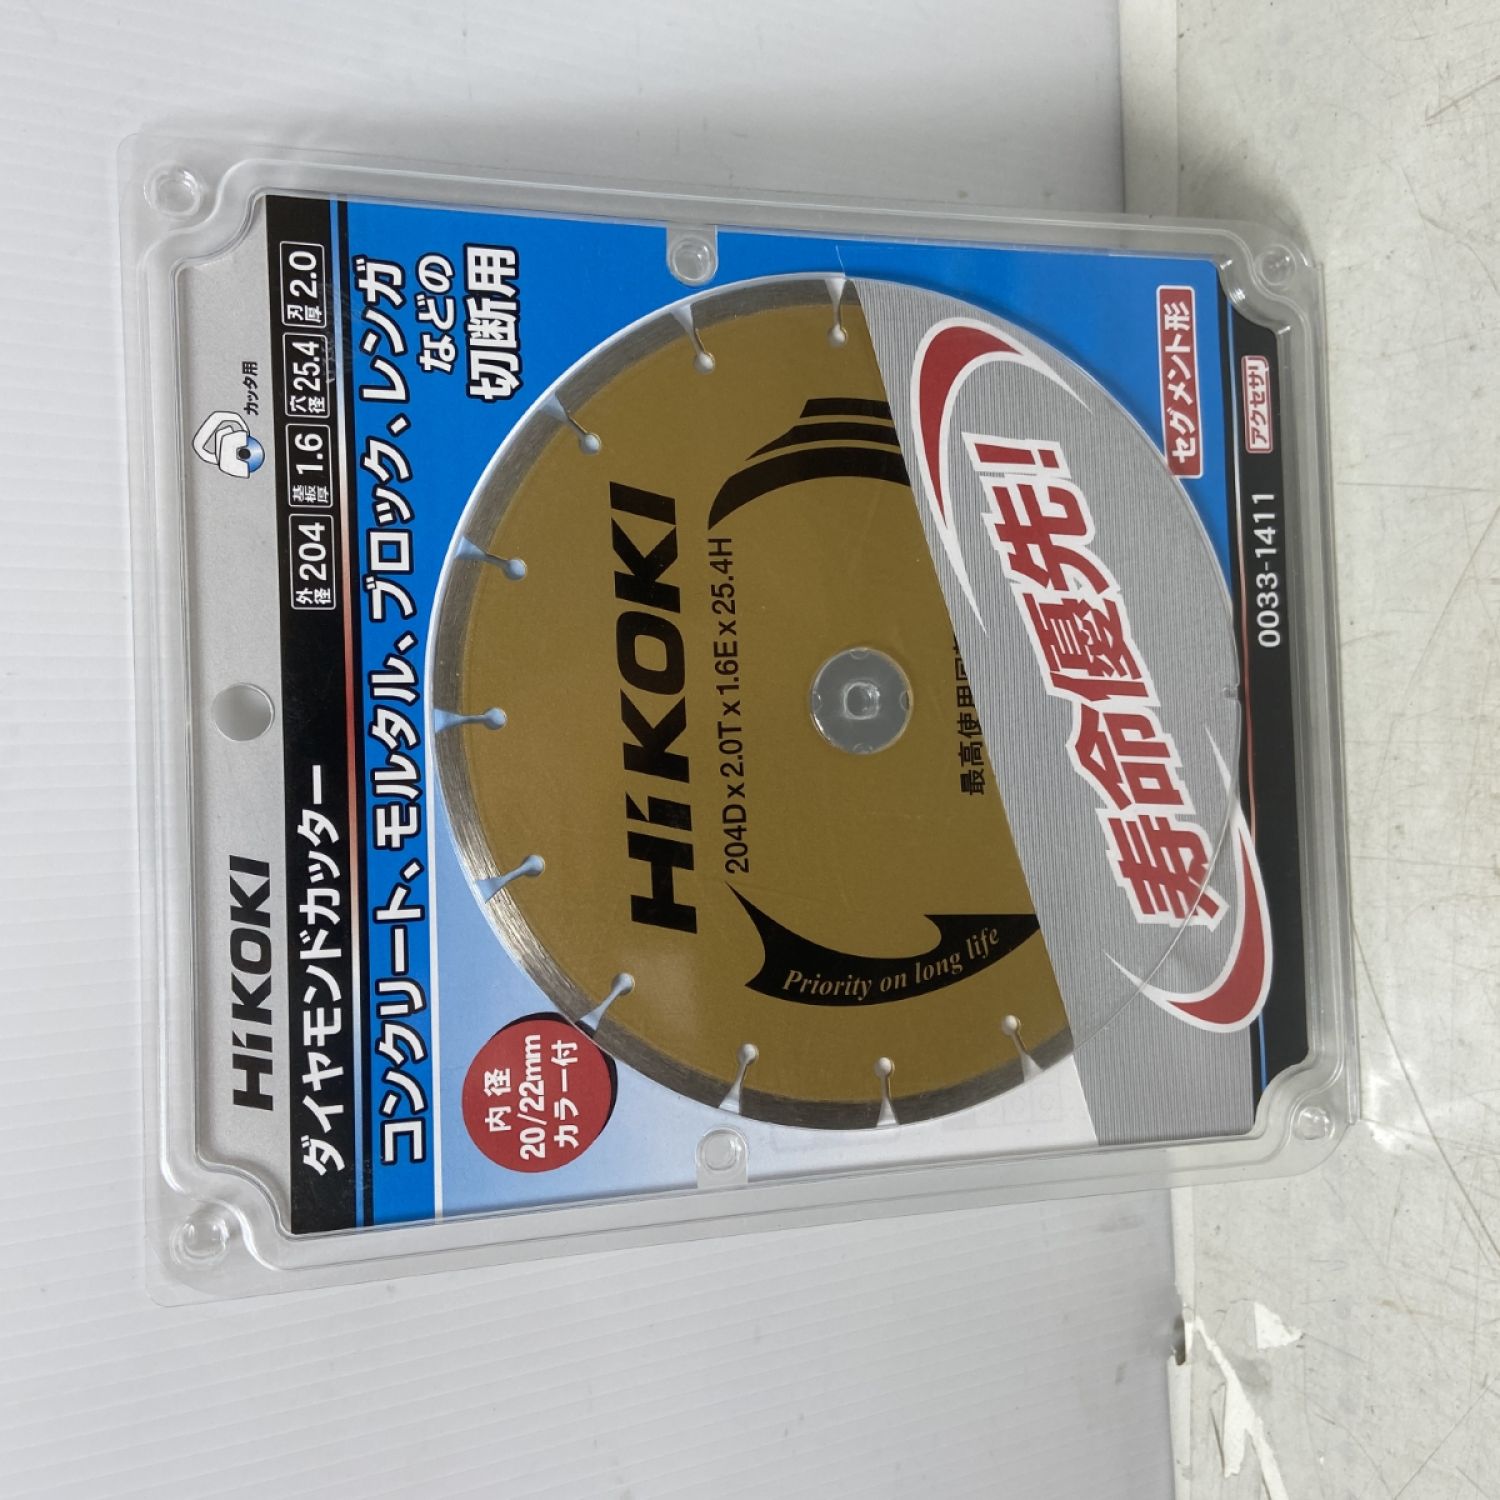 HiKOKI
カッタ用
ダイヤモンドカッター
外径 204
基板厚 1.6
穴径 25.4
刃厚 2.0
コンクリート、モルタル、ブロック、レンガ
などの
切断用
内径
20/22mm
カラー付
HiKOKI
204D x 2.0T x 1.6E x 25.4H
Priority on long life
最高使用回
寿命優先!
セグメント形
アクセサリ
0033-1411